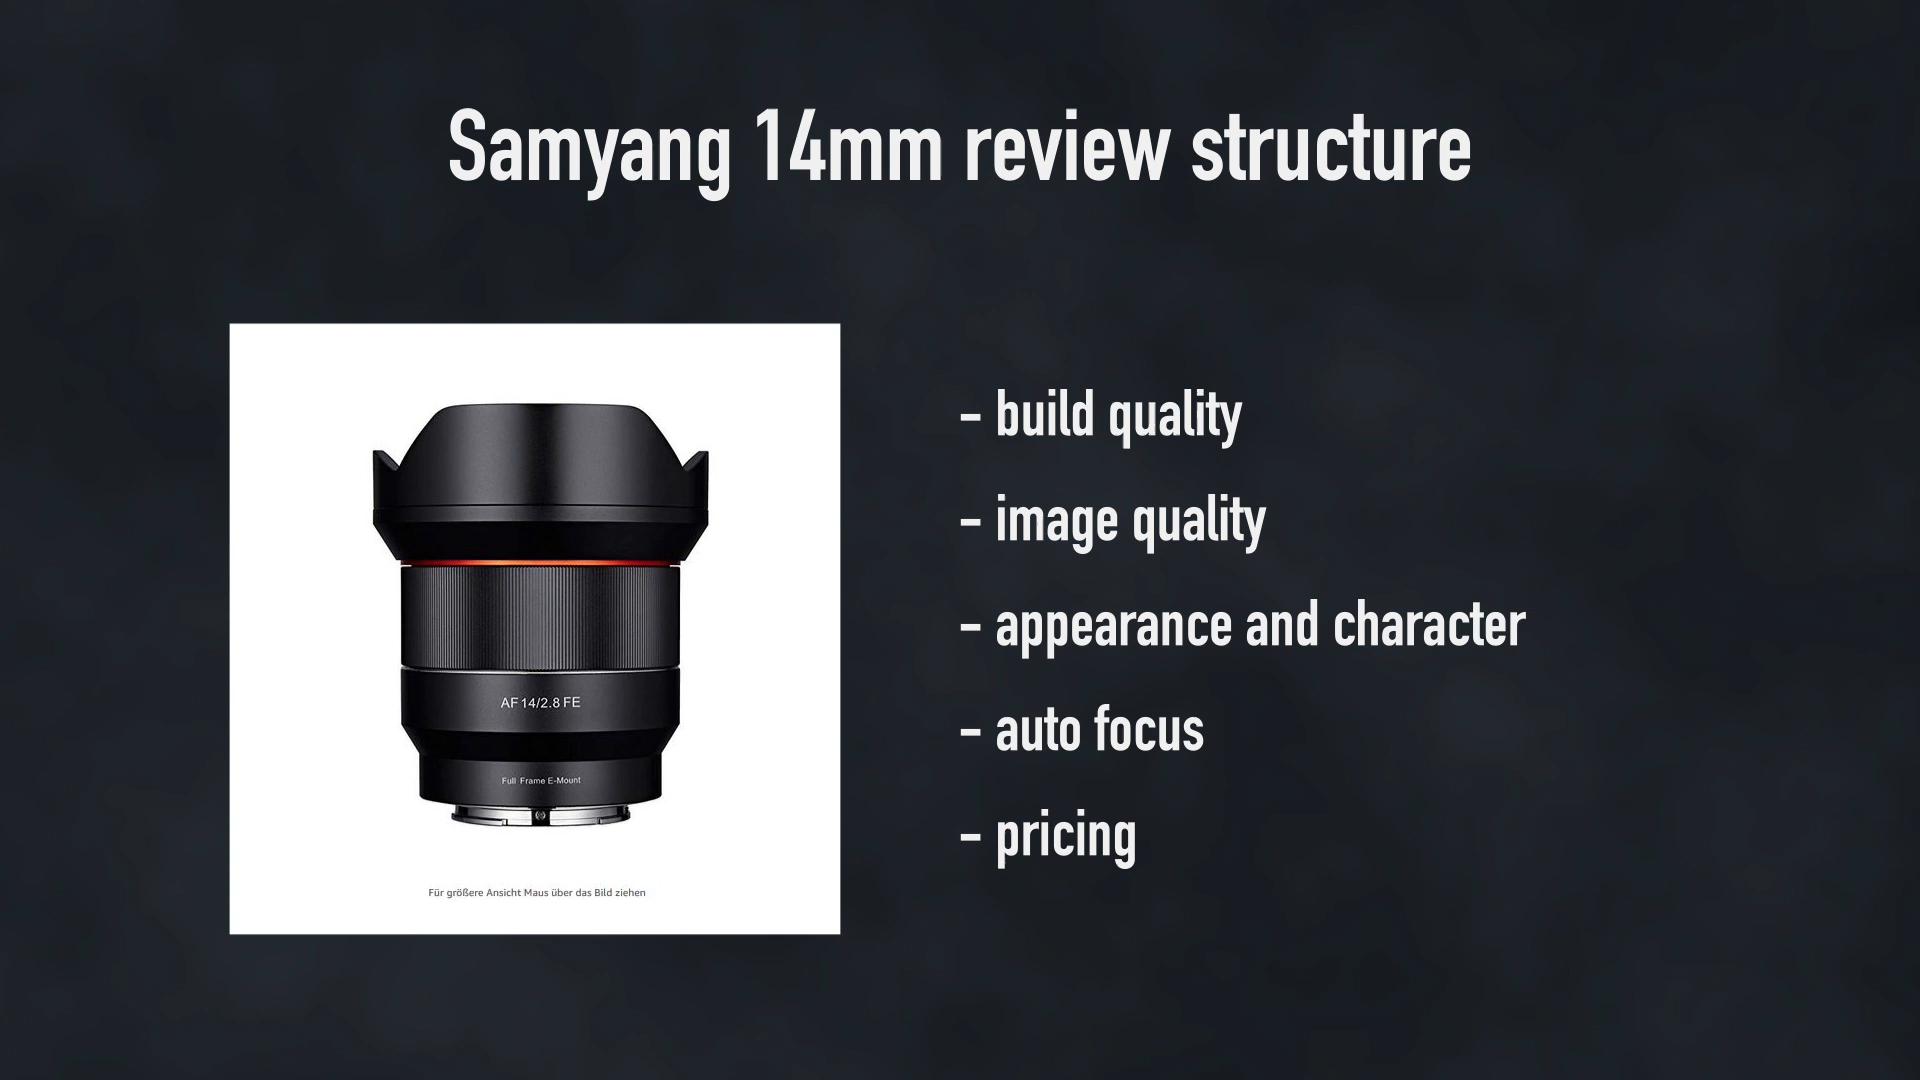 Samyang 14mm review structure
AF 14/2.8 FE
Full Frame E-Mount
Für größere Ansicht Maus über das Bild ziehen
- build quality
- image quality
- appearance and character
- auto focus
- pricing